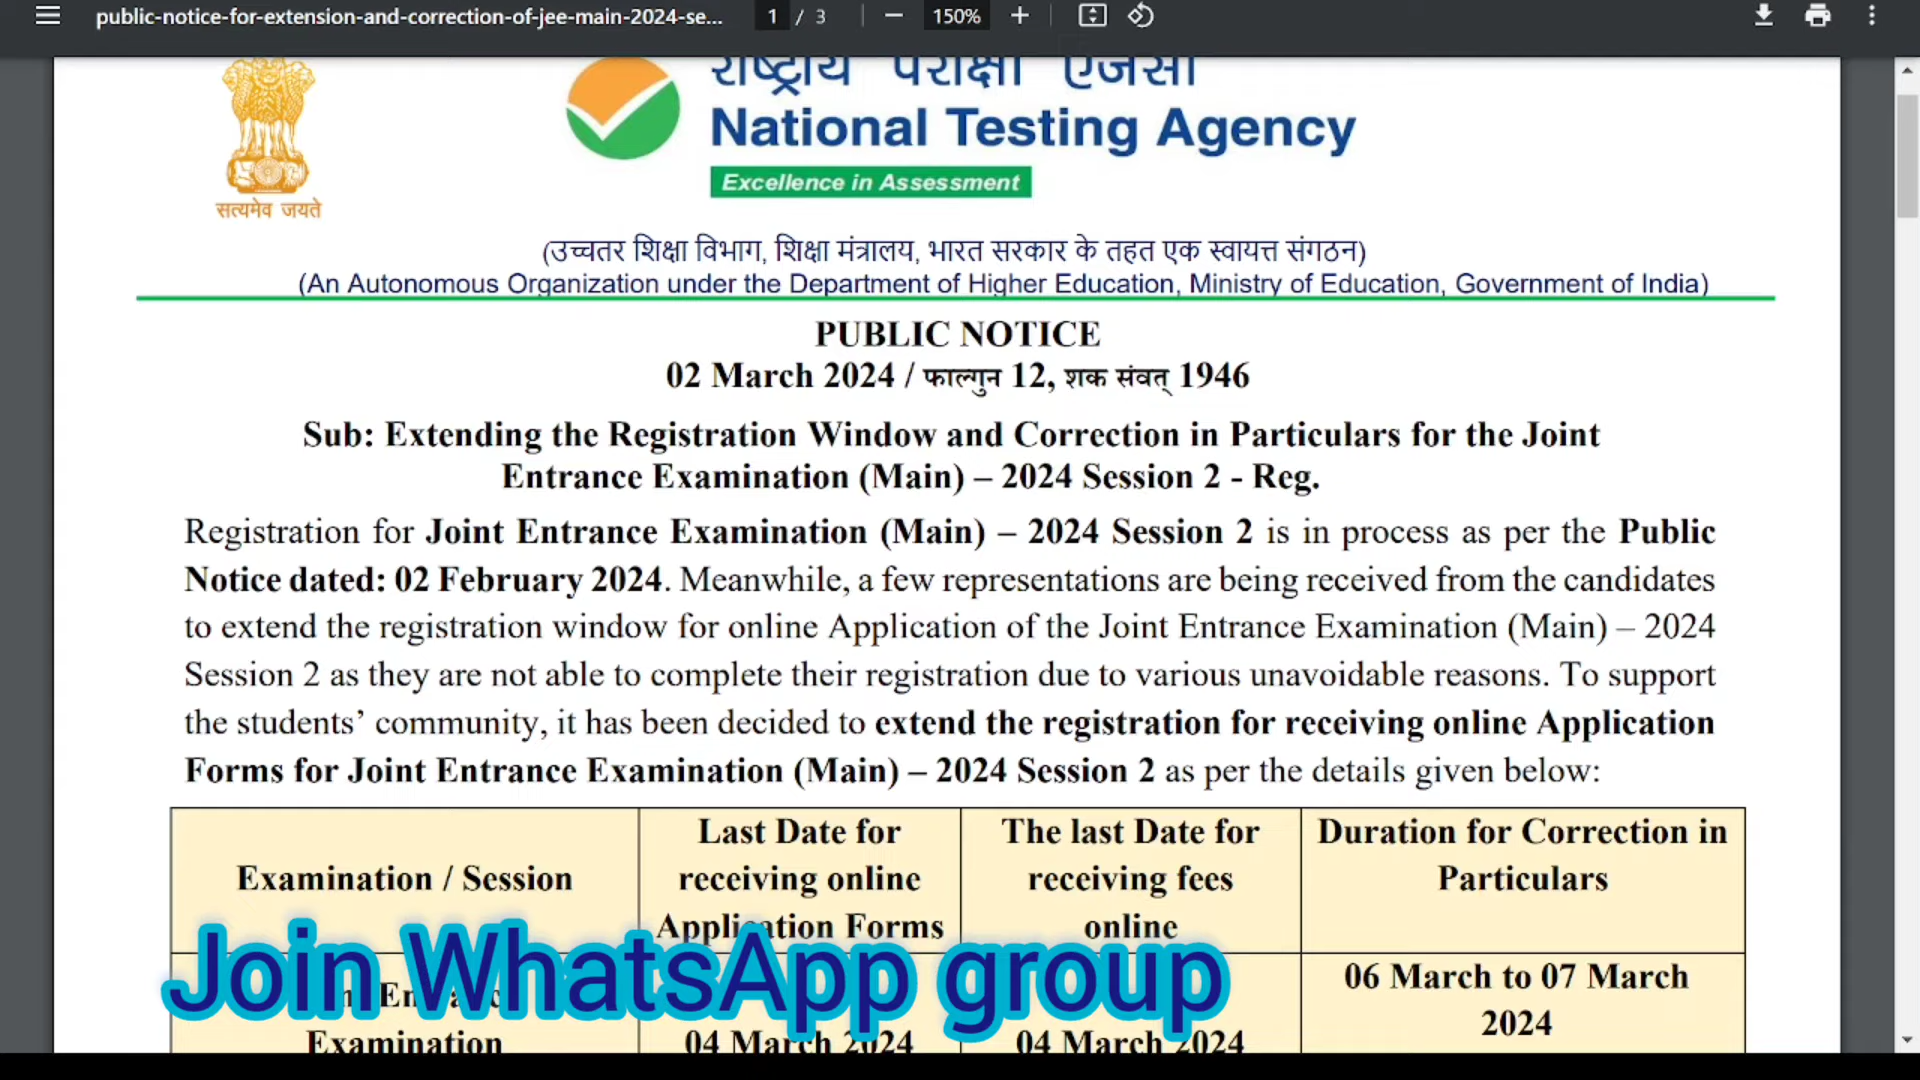 public-notice-for-extension-and-correction-of-jee-main-2024-se...
1 / 3
150%
राष्ट्रीय परीक्षा एजेंसी
National Testing Agency
Excellence in Assessment
सत्यमेव जयते
(उच्चतर शिक्षा विभाग, शिक्षा मंत्रालय, भारत सरकार के तहत एक स्वायत्त संगठन)
(An Autonomous Organization under the Department of Higher Education, Ministry of Education, Government of India)
PUBLIC NOTICE
02 March 2024 / फाल्गुन 12, शक संवत् 1946
Sub: Extending the Registration Window and Correction in Particulars for the Joint
Entrance Examination (Main) – 2024 Session 2 - Reg.
Registration for Joint Entrance Examination (Main) – 2024 Session 2 is in process as per the Public
Notice dated: 02 February 2024. Meanwhile, a few representations are being received from the candidates
to extend the registration window for online Application of the Joint Entrance Examination (Main) – 2024
Session 2 as they are not able to complete their registration due to various unavoidable reasons. To support
the students’ community, it has been decided to extend the registration for receiving online Application
Forms for Joint Entrance Examination (Main) – 2024 Session 2 as per the details given below:
Examination / Session
Last Date for
receiving online
Application Forms
The last Date for
receiving fees
online
Duration for Correction in
Particulars
Join WhatsApp group
Examination
04 March 2024
04 March 2024
06 March to 07 March
2024